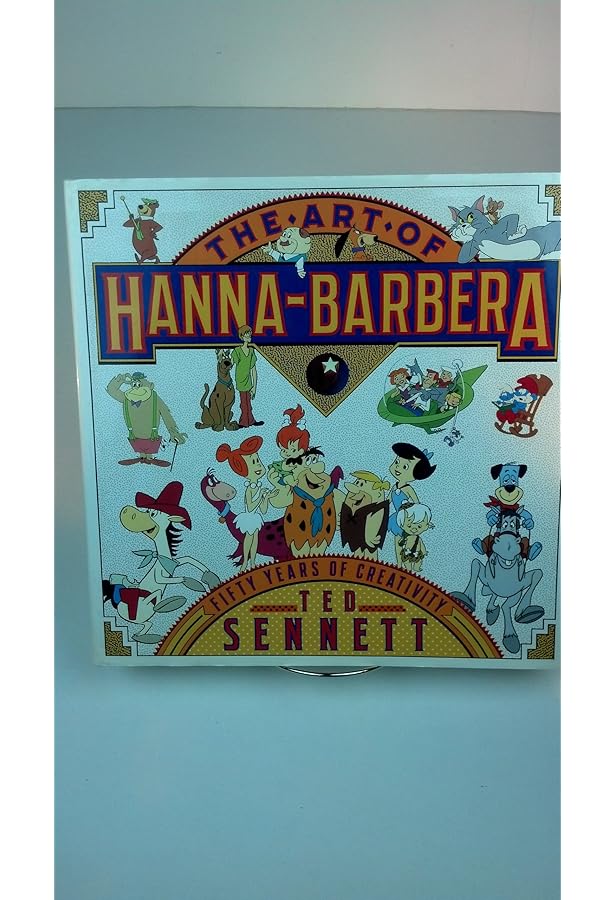 THE·ART·OF
HANNA-BARBERA
FIFTY YEARS OF CREATIVITY
TED
SENNETT